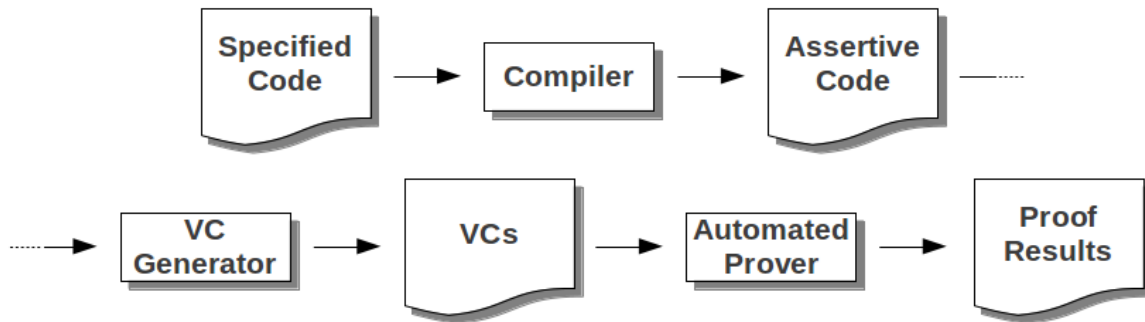 Specified
Code
Compiler
Assertive
Code
VC
Generator
VCs
Automated
Prover
Proof
Results